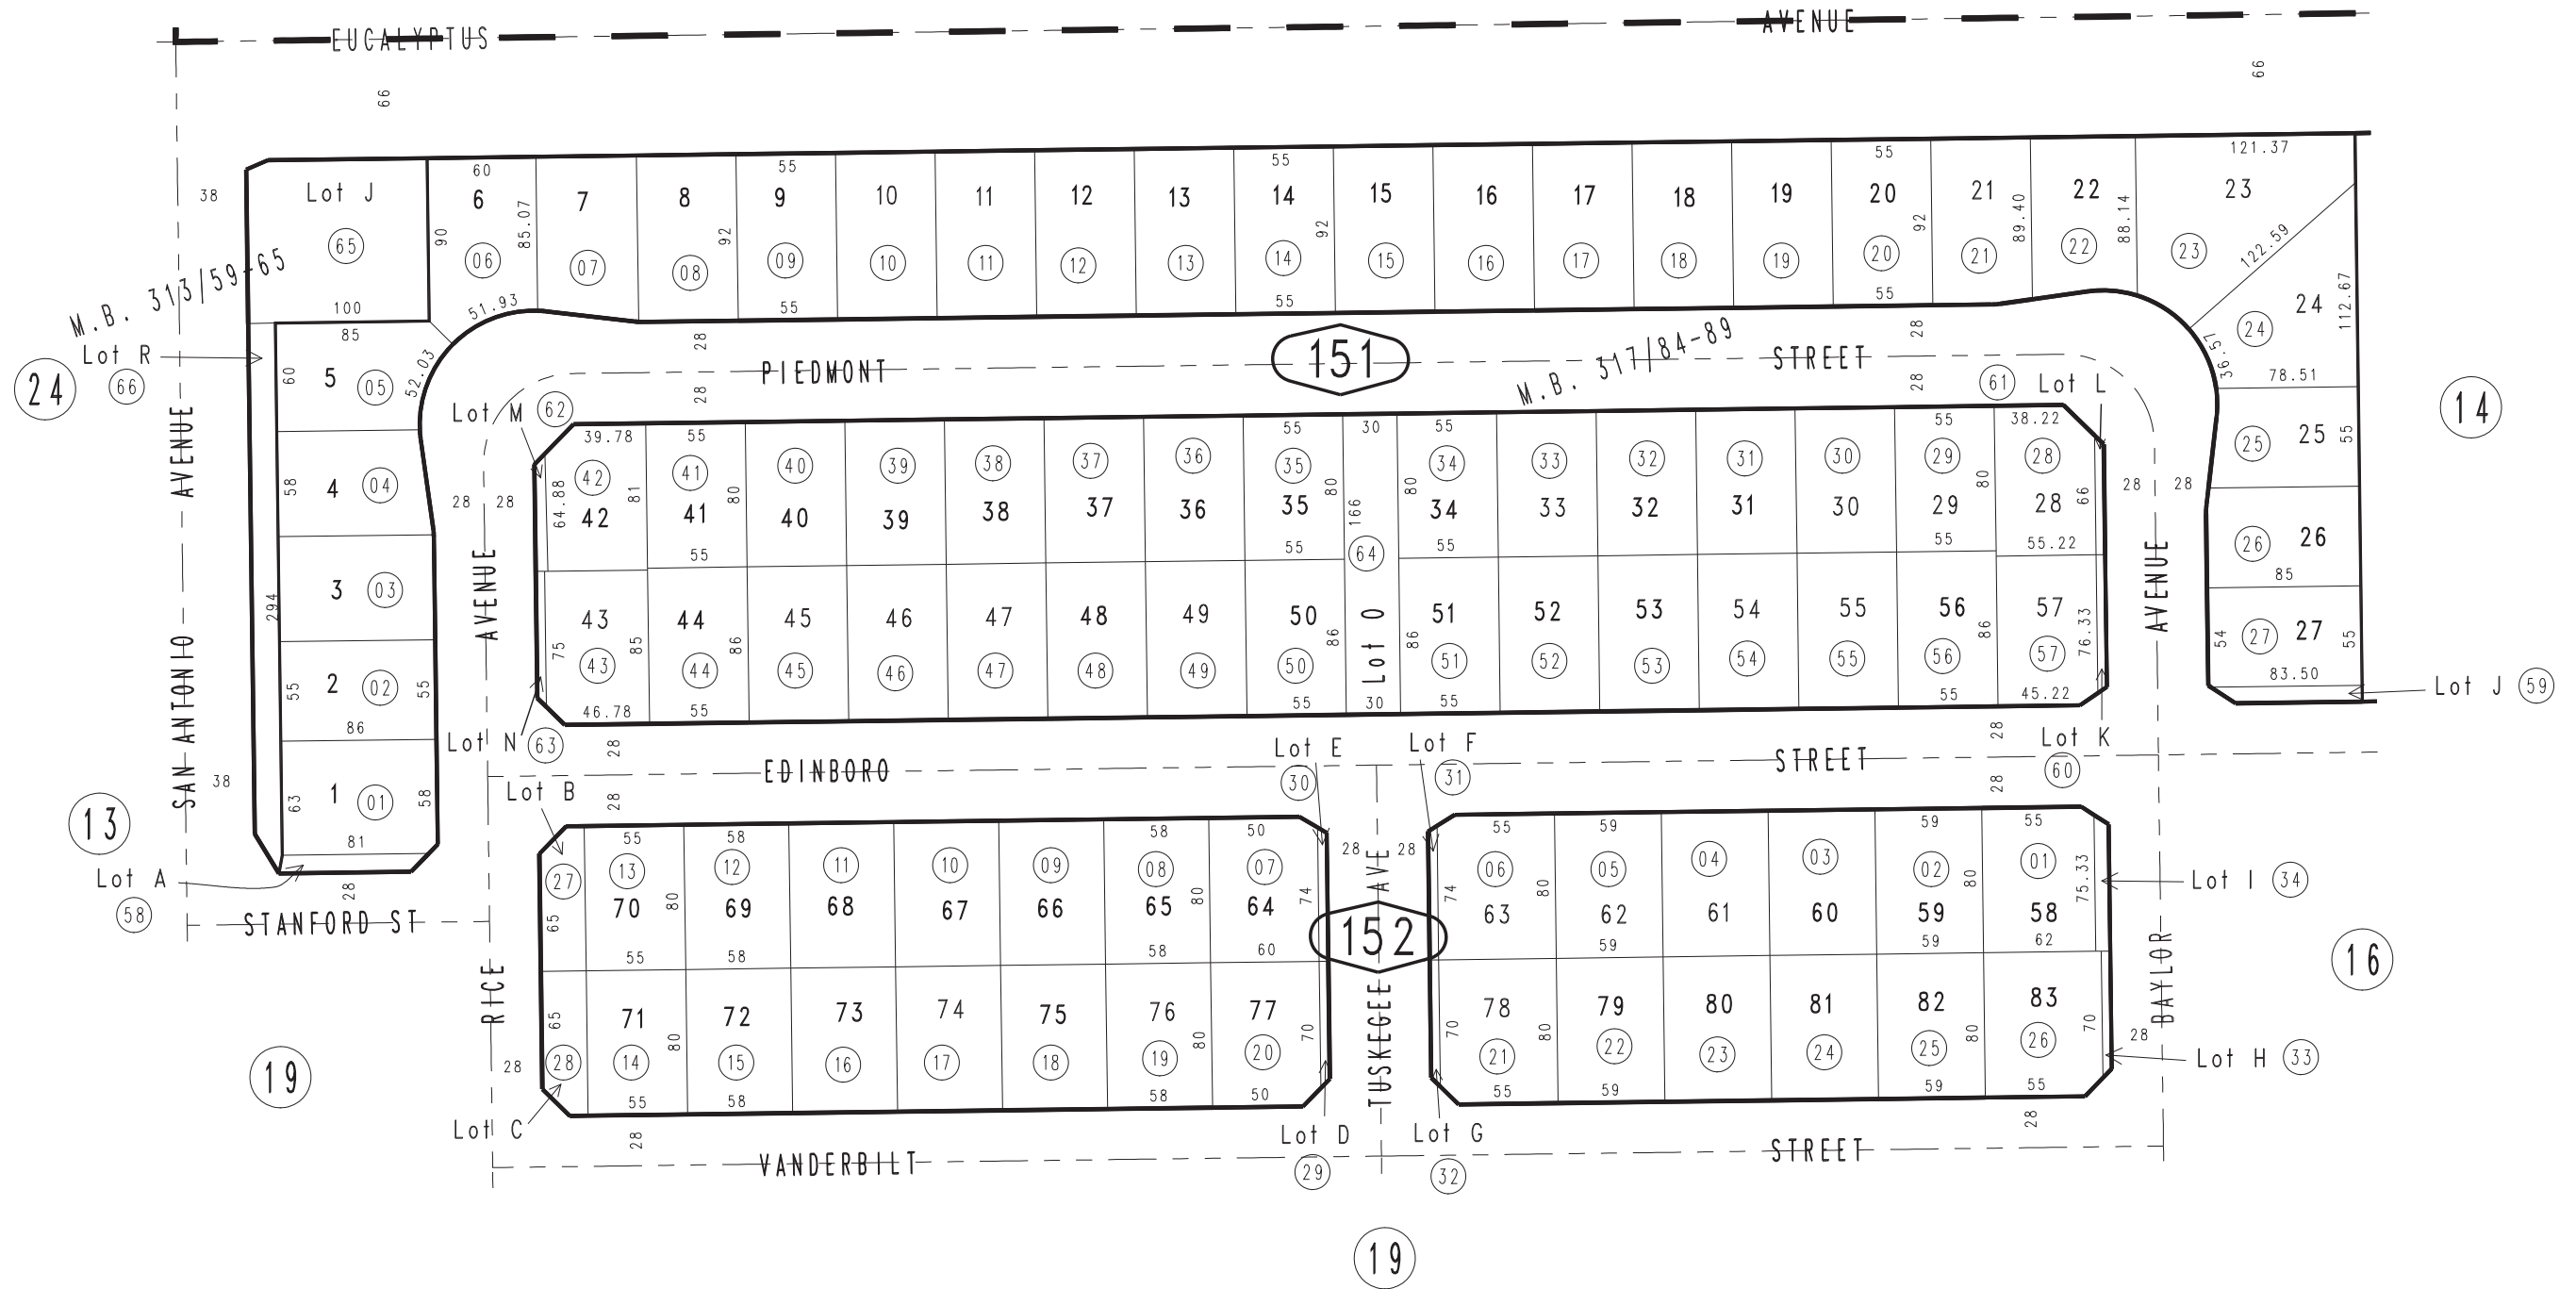 EUCALYPTUS AVENUE
66 66
121.37
60 55 55 55
38 Lot J 6 7 8 9 10 11 12 13 14 15 16 17 18 19 20 21 22 23
90 85.07 92 92 92 89.40 88.14 122.59
65 06 07 08 09 10 11 12 13 14 15 16 17 18 19 20 21 22 23
M.B. 313/59-65
100 51.93 55 55 55
24 112.67
24
85 28 28
Lot R 151 M.B. 317/84-89 36.57
PIEDMONT STREET
24 66 60 5 05 52.03 28 28 61 Lot L 78.51
14
Lot M 62
39.78 55 55 30 55 55 38.22
42 41 40 39 38 37 36 35 34 33 32 31 30 29 28 25 25 55
58 4 04 28 28 64.88 81 80 80 166 80 80 66 28 28
42 41 40 39 38 37 36 35 34 33 32 31 30 29 28
55 55 64 55 55 55.22 26 26
85
294 3 03
SAN ANTONIO AVENUE
AVENUE
AVENUE
43 44 45 46 47 48 49 50 Lot O 51 52 53 54 55 56 57
75 85 86 86 86 86 76.33 54 27 27 55
43 44 45 46 47 48 49 50 51 52 53 54 55 56 57
55 2 02 55 83.50
86 46.78 55 55 30 55 55 45.22 Lot J 59
Lot N 63 28 Lot E Lot F 28 Lot K
EDINBORO STREET
38 63 1 01 58 Lot B 28 30 31 28 60
13
81 55 58 58 50 28 28 55 59 59 55
27 13 12 11 10 09 08 07 06 05 04 03 02 01
Lot A 65 80 80 74 74 80 80 75.33 Lot I 34
58 28 70 69 68 67 66 65 64 63 62 61 60 59 58
STANFORD ST 152
55 58 58 60 59 59 62
16
RICE TUSKEGEE AVE BAYLOR
71 72 73 74 75 76 77 78 79 80 81 82 83
65 80 80 70 70 80 80 70 28
28 28 14 15 16 17 18 19 20 21 22 23 24 25 26 Lot H 33
19
55 58 58 50 55 59 59 55
Lot C 28 Lot D Lot G 28
VANDERBILT STREET
29 32
19